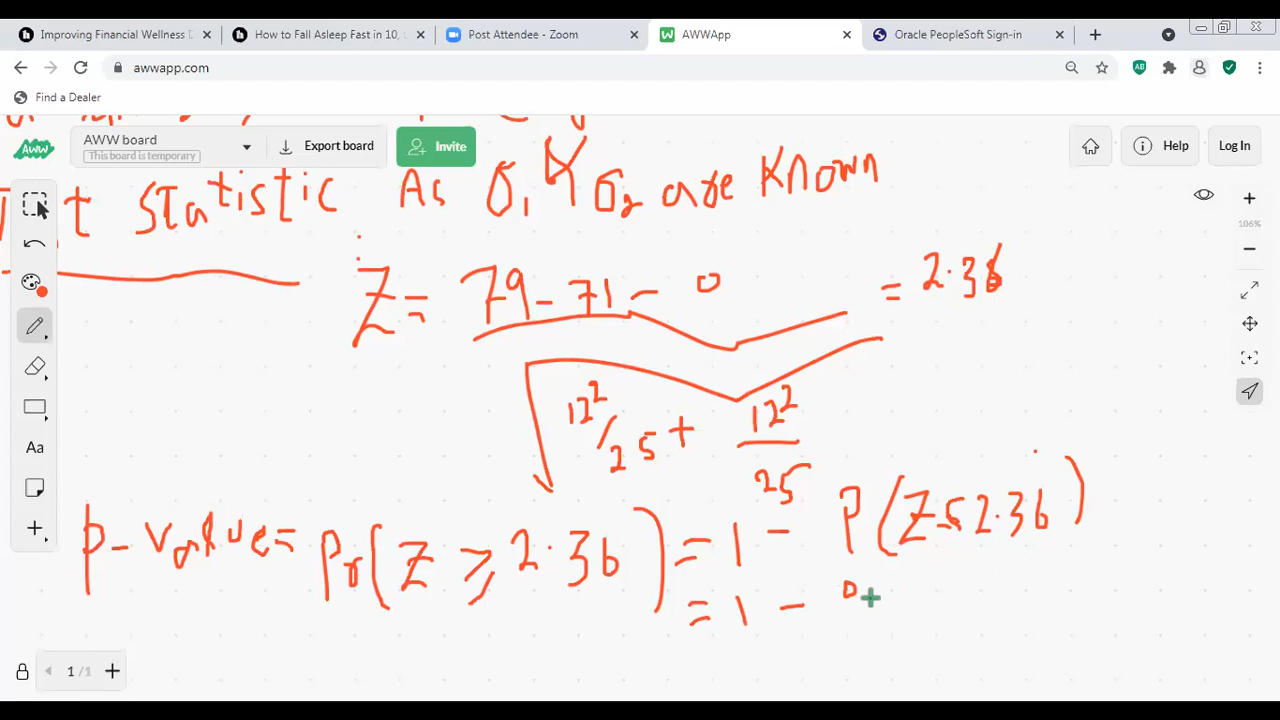 Improving Financial Wellness
How to Fall Asleep Fast in 10,
Post Attendee - Zoom
AWWApp
Oracle PeopleSoft Sign-in
awwapp.com
Find a Dealer
AWW
AWW board
This board is temporary
Export board
Invite
Help
Log In
t statistic As σ1 & σ2 are known
Z = 79 - 71 - 0 = 2.36
12²/25 + 12²/25
P-value = Pr(Z ≥ 2.36) = 1 - P(Z ≤ 2.36)
= 1 - 0
Aa
106%
1 / 1